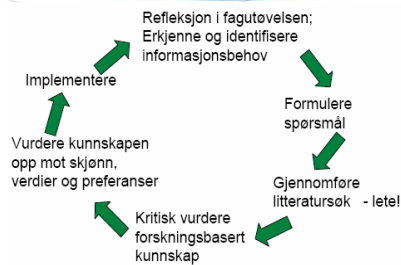 Refleksjon i fagutøvelsen;
Erkjenne og identifisere
informasjonsbehov
Formulere
spørsmål
Gjennomføre
litteratursøk - lete!
Kritisk vurdere
forskningsbasert
kunnskap
Vurdere kunnskapen
opp mot skjønn,
verdier og preferanser
Implementere